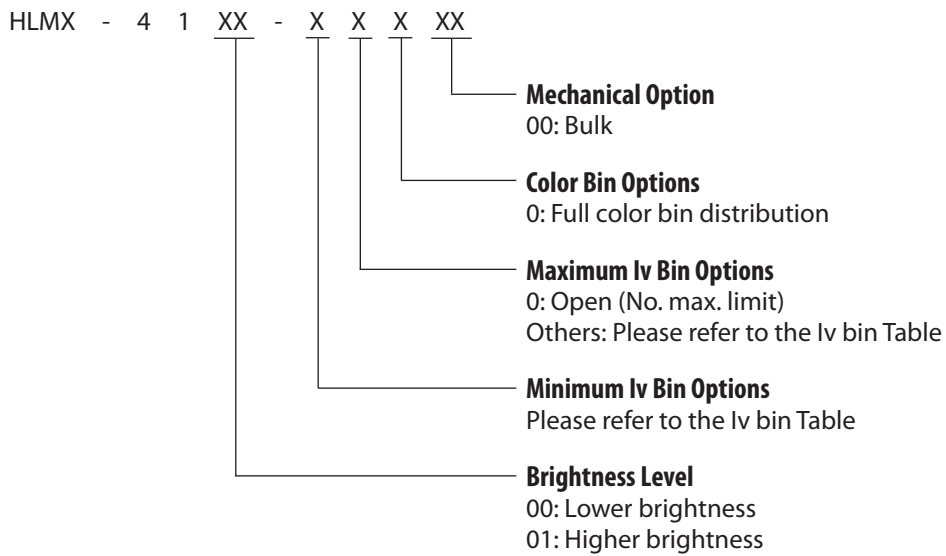 HLMX - 4 1 XX - X X X XX
Mechanical Option
00: Bulk
Color Bin Options
0: Full color bin distribution
Maximum Iv Bin Options
0: Open (No. max. limit)
Others: Please refer to the Iv bin Table
Minimum Iv Bin Options
Please refer to the Iv bin Table
Brightness Level
00: Lower brightness
01: Higher brightness